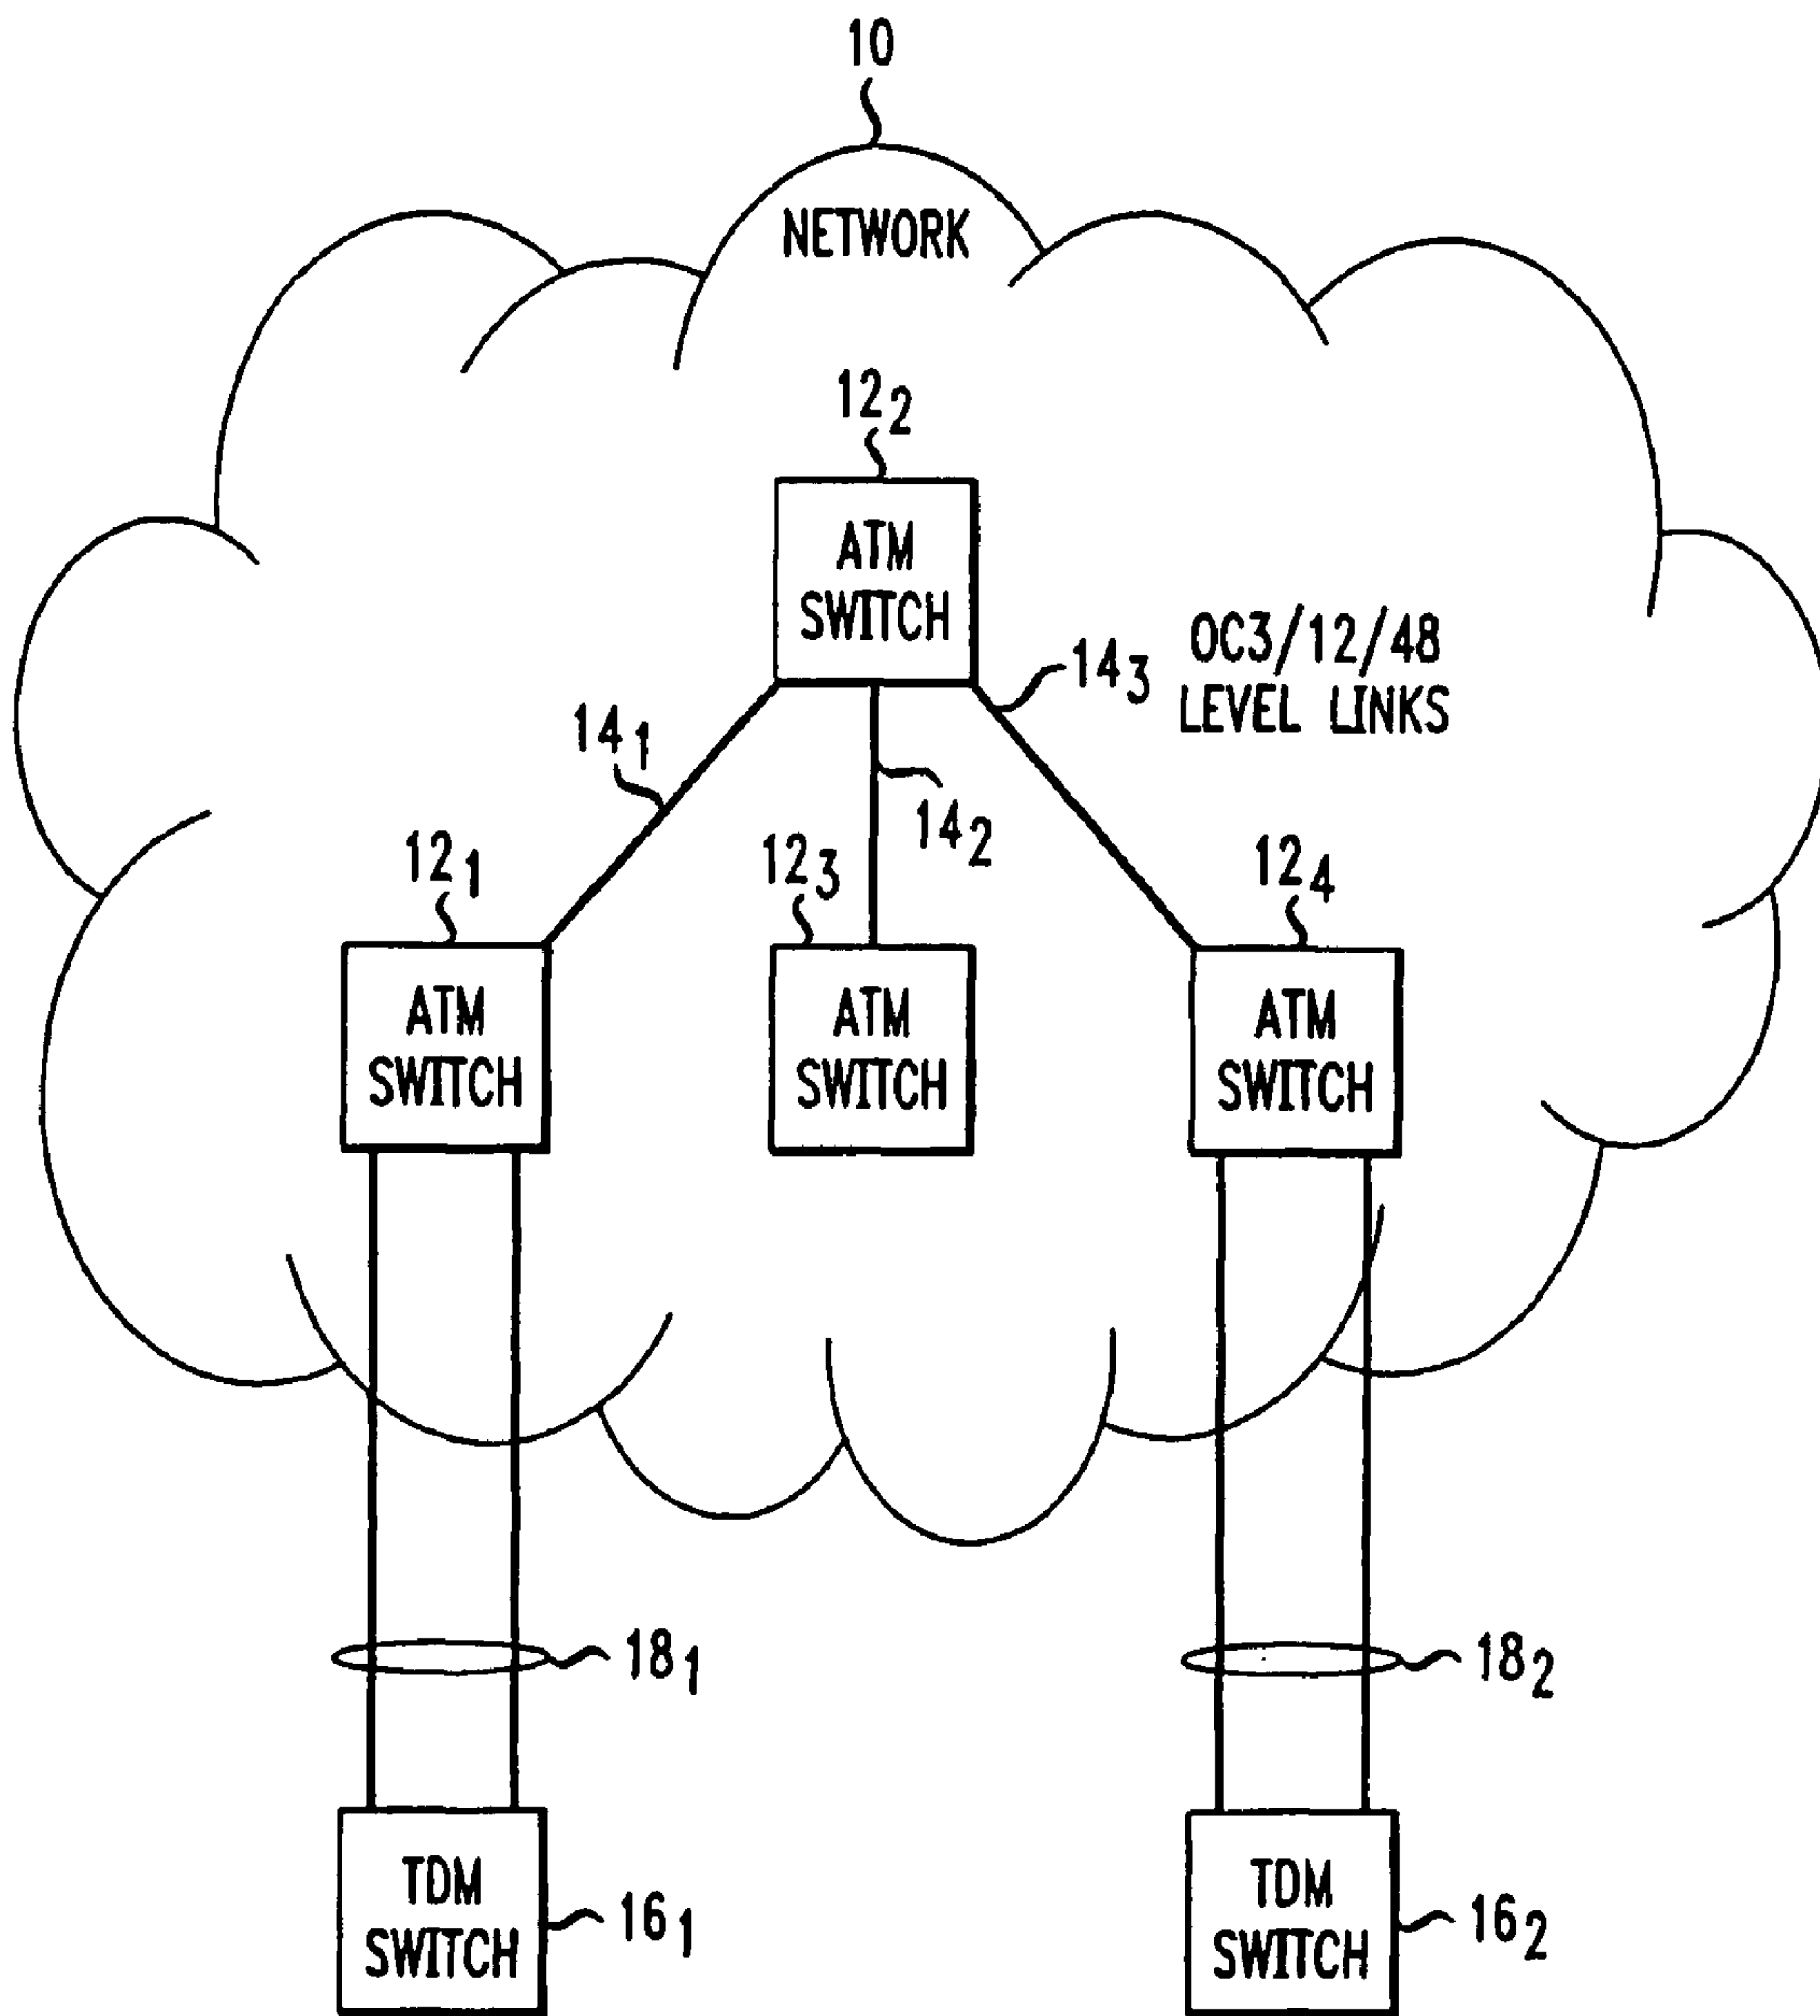 10
NETWORK
12₂
ATM
SWITCH
OC3/12/48
LEVEL LINKS
14₃
14₁
14₂
12₁
12₃
12₄
ATM
SWITCH
ATM
SWITCH
ATM
SWITCH
18₁
18₂
TDM
SWITCH
16₁
TDM
SWITCH
16₂